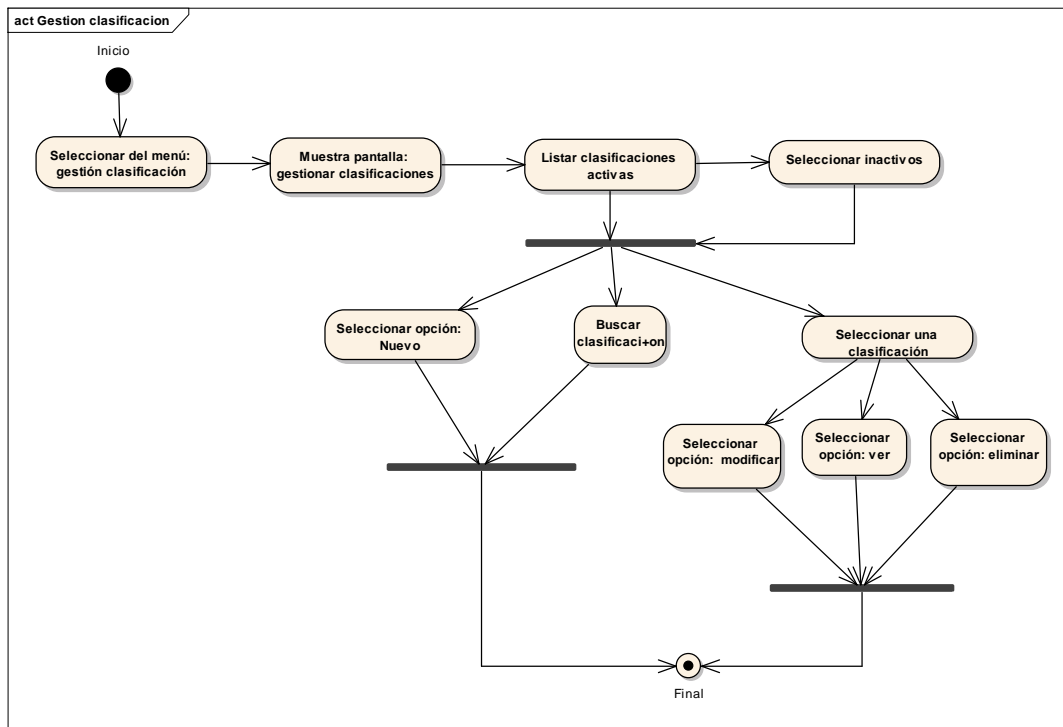 act Gestion clasificacion
Inicio
Seleccionar del menú:
gestión clasificación
Muestra pantalla:
gestionar clasificaciones
Listar clasificaciones
activas
Seleccionar inactivos
Seleccionar opción:
Nuevo
Buscar
clasificaci+on
Seleccionar una
clasificación
Seleccionar
opción:  modificar
Seleccionar
opción: ver
Seleccionar
opción: eliminar
Final